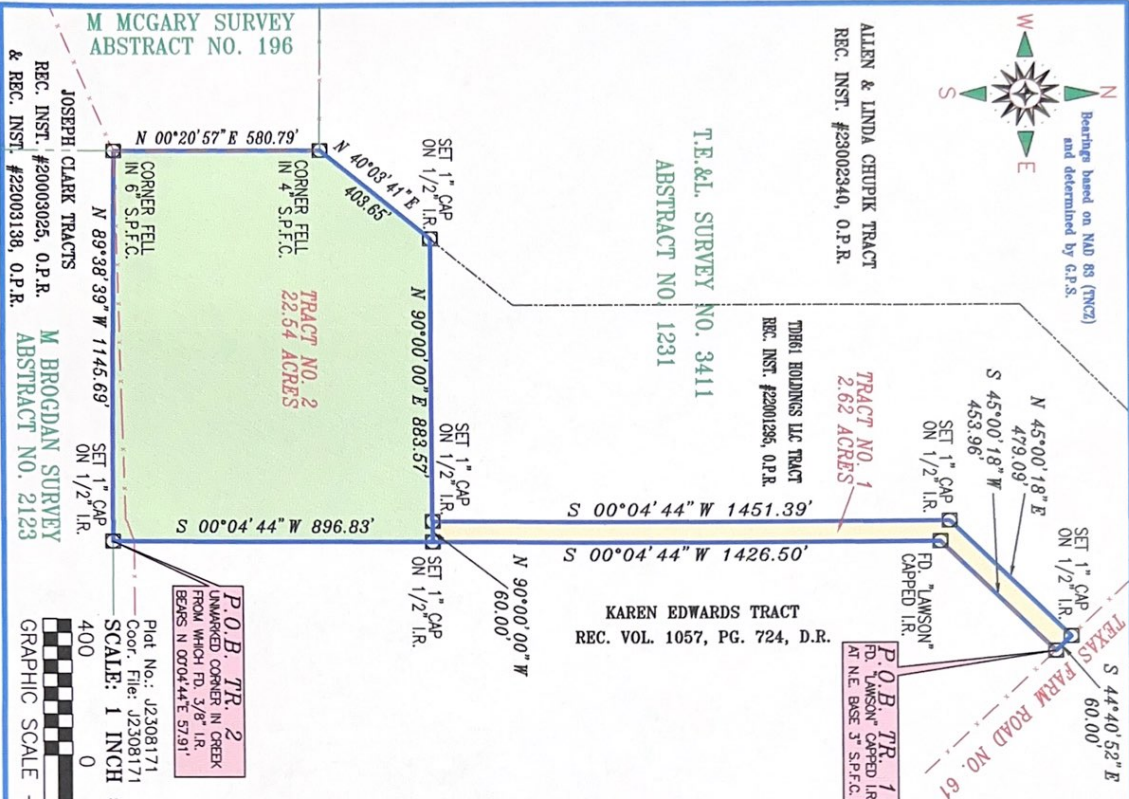 M MCGARY SURVEY
ABSTRACT NO. 196
W
N
S
E
Bearings based on NAD 83 (TNCZ)
and determined by G.P.S.
ALLEN & LINDA CHUPIK TRACT
REC. INST. #23002340, O.P.R.
T.E.&L. SURVEY NO. 3411
ABSTRACT NO. 1231
JOSEPH CLARK TRACTS
REC. INST. #20003025, O.P.R.
& REC. INST. #22003138, O.P.R.
N 00°20'57" E 580.79'
CORNER FELL
IN 6" S.P.F.C.
CORNER FELL
IN 4" S.P.F.C.
N 40°03'41" E
403.65'
SET 1" CAP
ON 1/2" I.R.
N 89°38'39" W 1145.69'
TRACT NO. 2
22.54 ACRES
N 90°00'00" E 883.57'
TDH61 HOLDINGS LLC TRACT
REC. INST. #22001295, O.P.R.
TRACT NO. 1
2.62 ACRES
N 45°00'18" E
479.09'
S 45°00'18" W
453.96'
SET 1" CAP
ON 1/2" I.R.
SET 1" CAP
ON 1/2" I.R.
SET 1" CAP
ON 1/2" I.R.
SET 1" CAP
ON 1/2" I.R.
S 00°04'44" W 896.83'
S 00°04'44" W 1451.39'
S 00°04'44" W 1426.50'
SET 1" CAP
ON 1/2" I.R.
FD. "LAWSON"
CAPPED I.R.
N 90°00'00" W
60.00'
KAREN EDWARDS TRACT
REC. VOL. 1057, PG. 724, D.R.
S 44°40'52" E
60.00'
TEXAS FARM ROAD NO. 61
M BROGDAN SURVEY
ABSTRACT NO. 2123
P.O.B. TR. 2
UNMARKED CORNER IN CREEK
FROM WHICH FD. 3/8" I.R.
BEARS N 00°04'44"E 57.91'
P.O.B. TR. 1
FD. "LAWSON" CAPPED I.R.
AT N.E. BASE 3" S.P.F.C.
Plat No.: J2308171
Coor. File: J2308171
SCALE: 1 INCH
400 0
GRAPHIC SCALE -